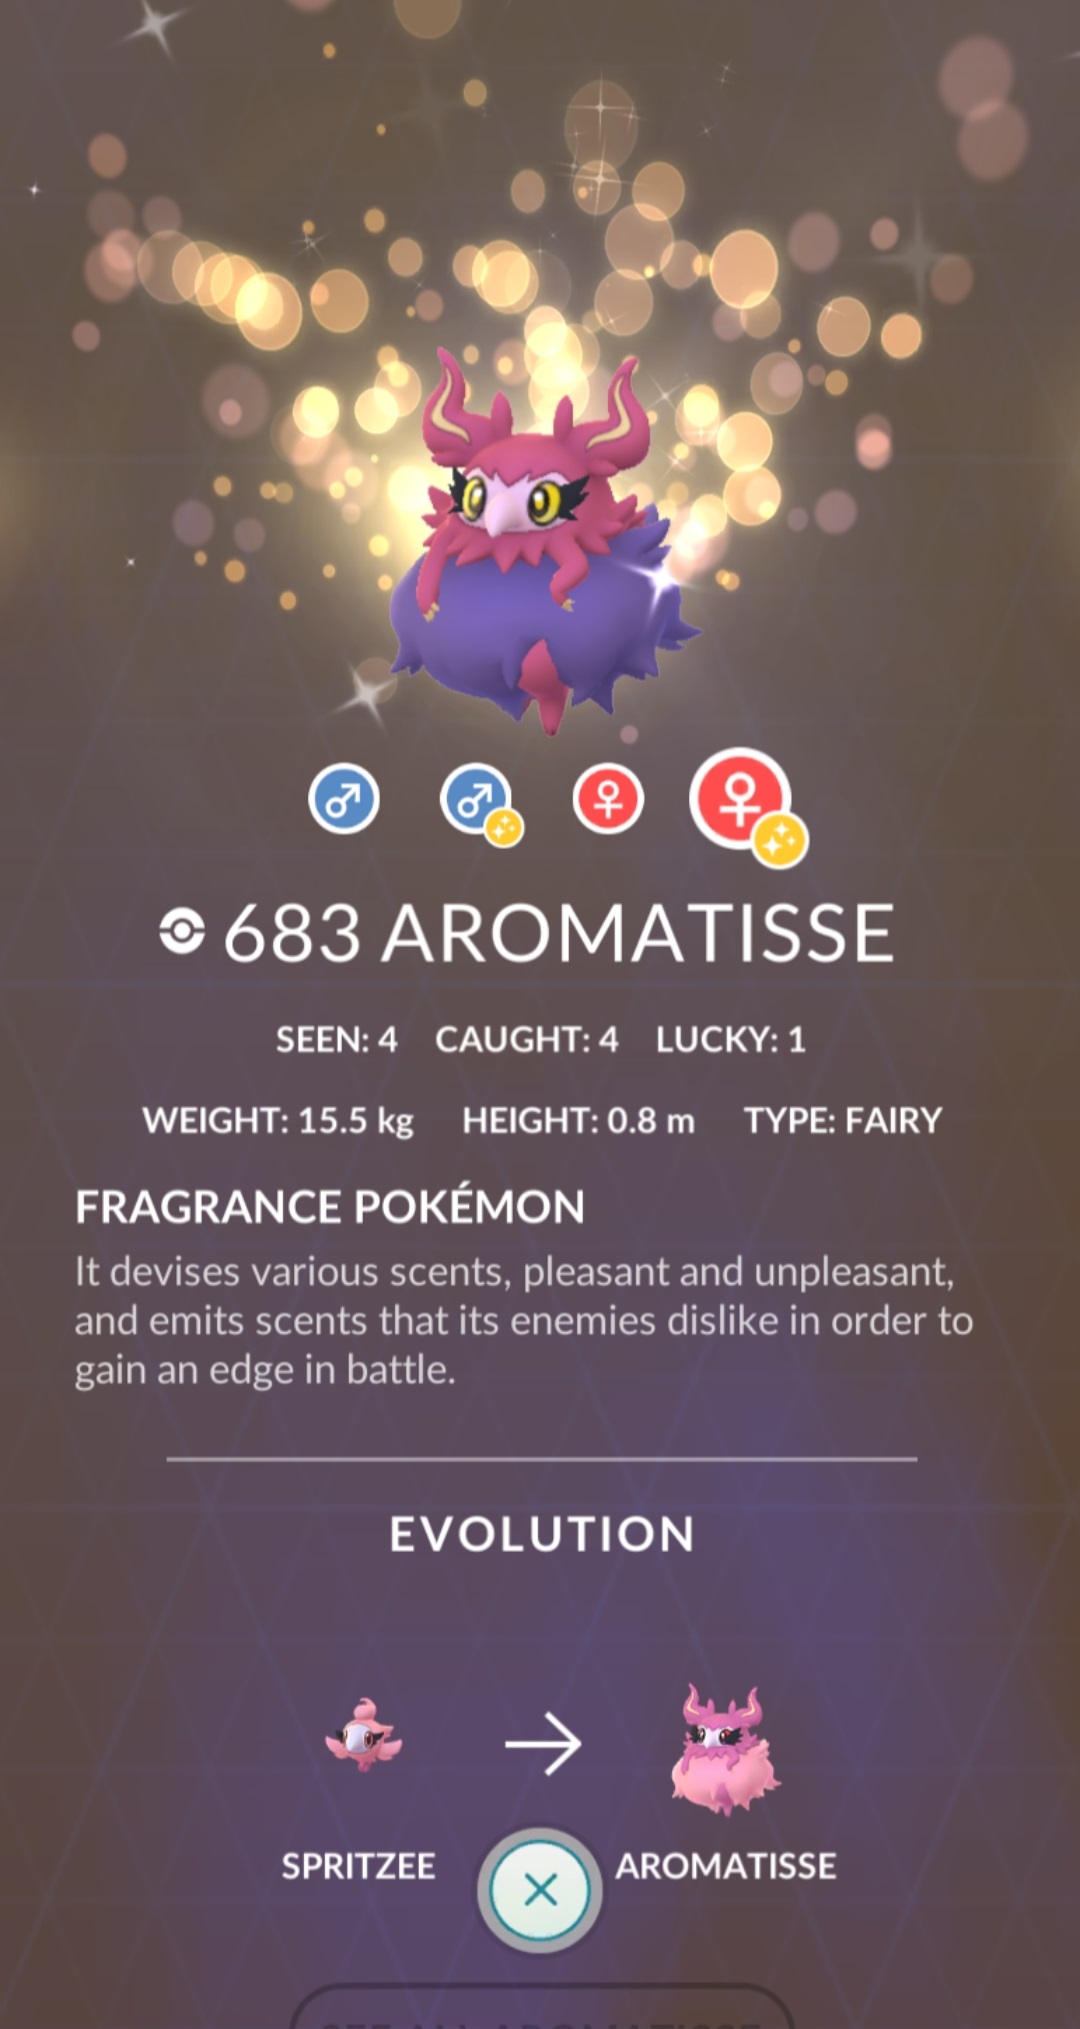 683 AROMATISSE
SEEN: 4 CAUGHT: 4 LUCKY: 1
WEIGHT: 15.5 kg HEIGHT: 0.8 m TYPE: FAIRY
FRAGRANCE POKÉMON
It devises various scents, pleasant and unpleasant,
and emits scents that its enemies dislike in order to
gain an edge in battle.
EVOLUTION
SPRITZEE AROMATISSE